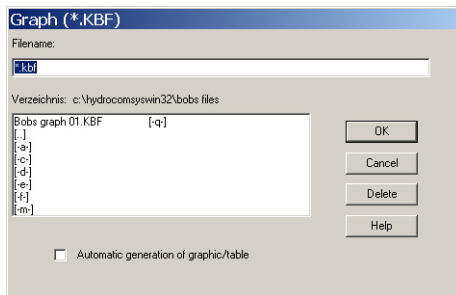 Graph (*.KBF)
Filename:
*.kbf
Verzeichnis: c:\hydrocomsyswin32\bobs files
Bobs graph 01.KBF [-q-]
[..]
[-a-]
[-c-]
[-d-]
[-e-]
[-f-]
[-m-]
OK
Cancel
Delete
Help
Automatic generation of graphic/table